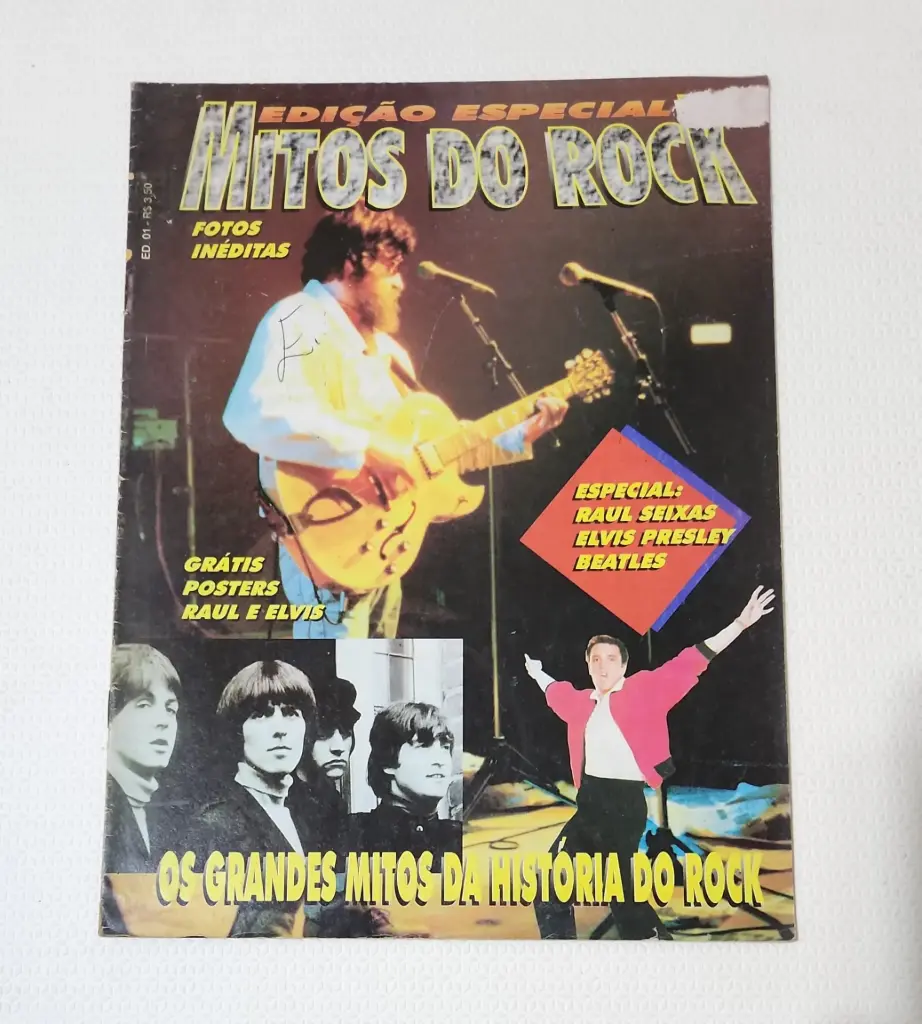 EDIÇÃO ESPECIAL
MITOS DO ROCK
ED. 01 - R$ 3,50
FOTOS
INÉDITAS
ESPECIAL:
RAUL SEIXAS
ELVIS PRESLEY
BEATLES
GRÁTIS
POSTERS
RAUL E ELVIS
OS GRANDES MITOS DA HISTÓRIA DO ROCK